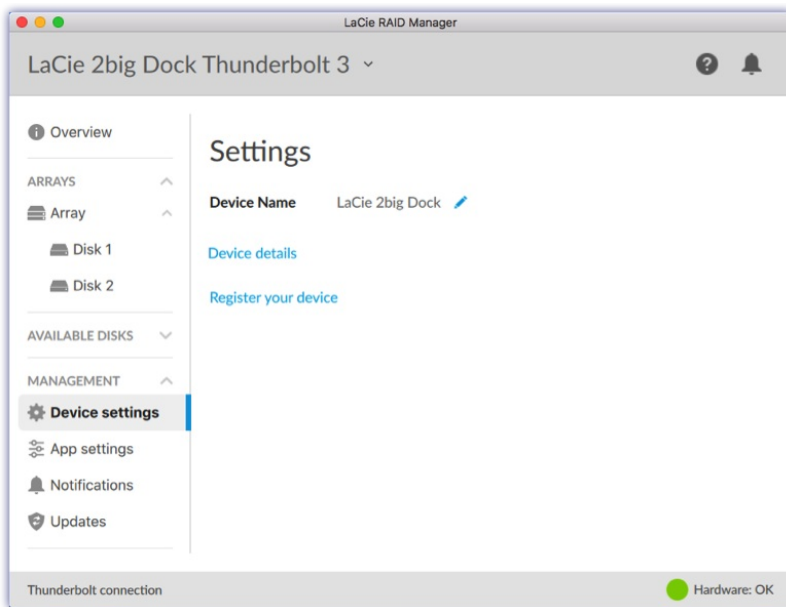 LaCie RAID Manager
LaCie 2big Dock Thunderbolt 3
Overview
ARRAYS
Array
Disk 1
Disk 2
AVAILABLE DISKS
MANAGEMENT
Device settings
App settings
Notifications
Updates
Settings
Device Name LaCie 2big Dock
Device details
Register your device
Thunderbolt connection
Hardware: OK